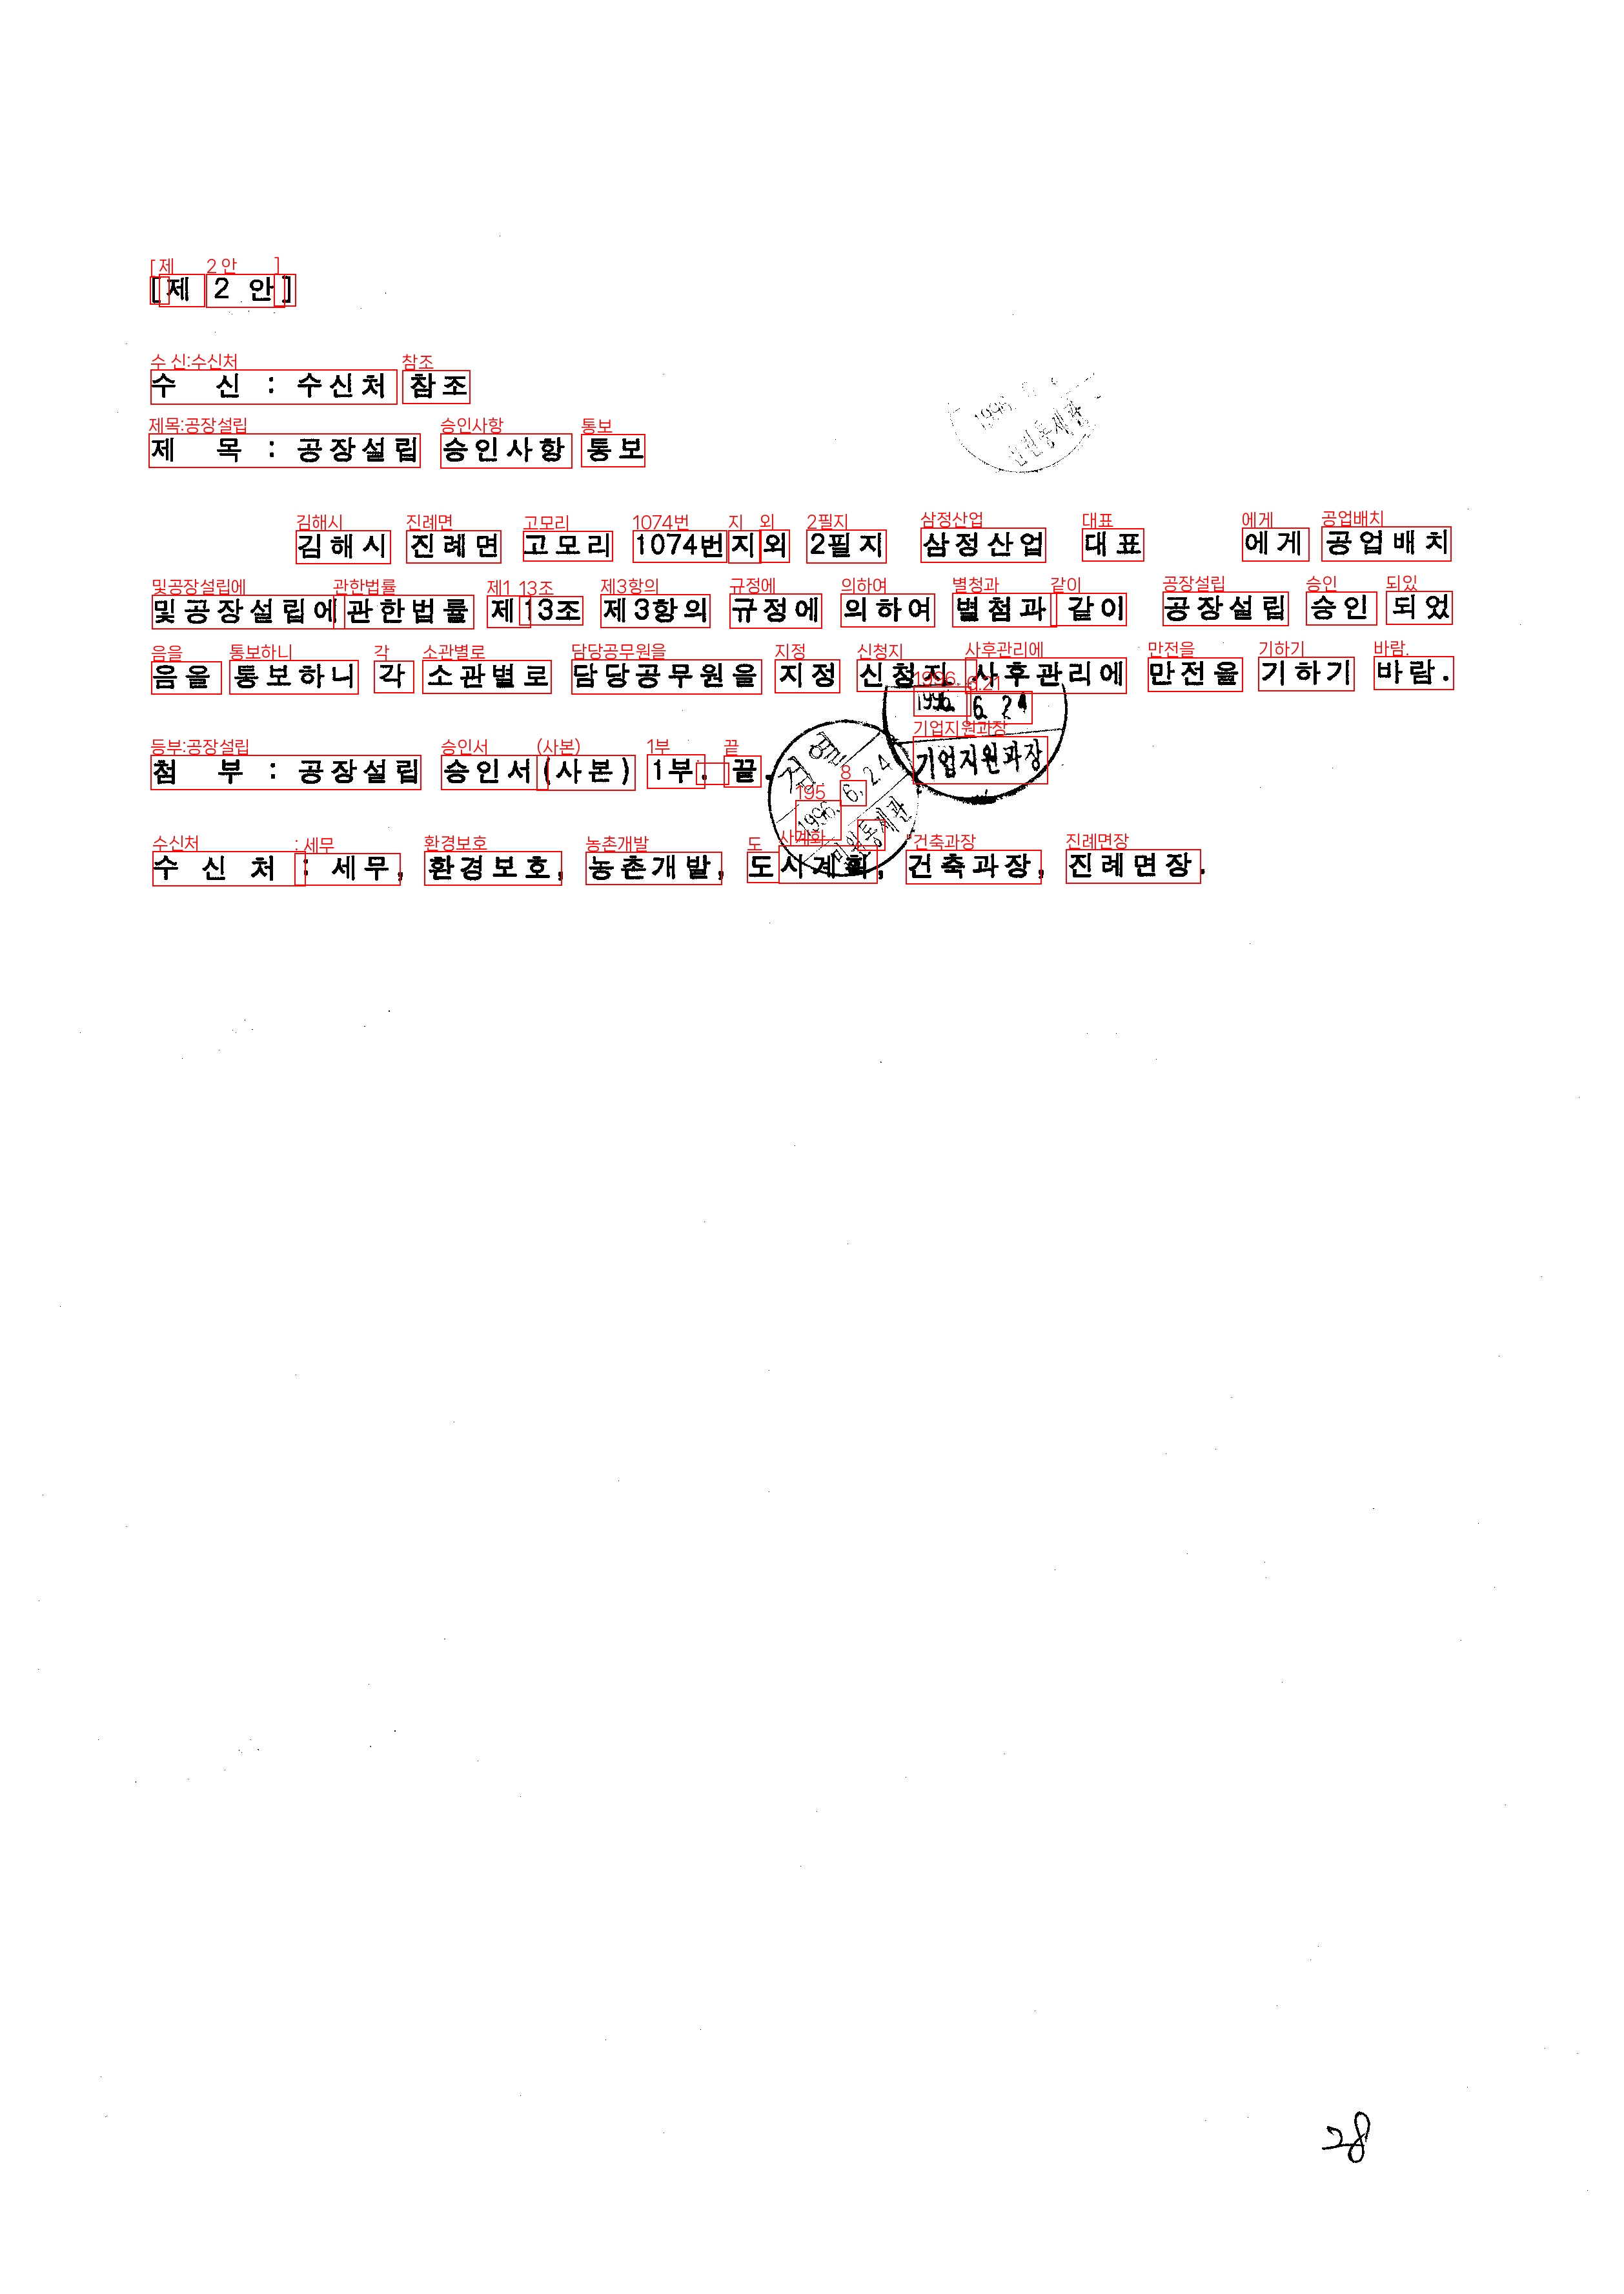 [제 2 안]
수 신 : 수신처 참조
제 목 : 공장설립 승인사항 통보
김해시 진례면 고모리 1074번지 외 2필지 삼정산업 대표 에게 공업배치
및공장설립에 관한법률 제13조 제3항의 규정에 의하여 별첨과 같이 공장설립 승인 되었
음을 통보하니 각 소관별로 담당공무원을 지정 신청지 사후관리에 만전을 기하기 바람.
1996. 6. 24
기업지원과장
첨 부 : 공장설립 승인서(사본) 1부. 끝.
검열
1996. 6. 24
수 신 처 : 세무, 환경보호, 농촌개발, 도시계획, 건축과장, 진례면장.
28